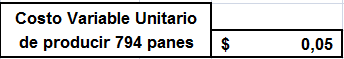 Costo Variable Unitario
de producir 794 panes
$ 0,05